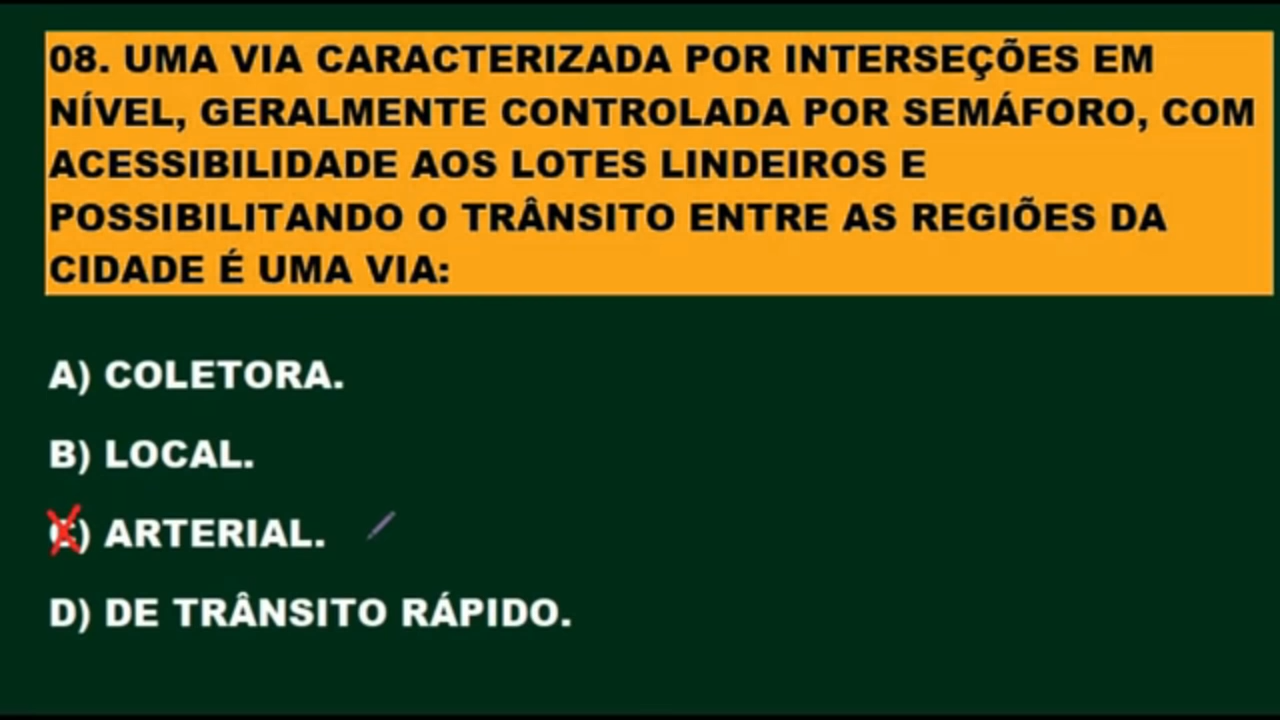 08. UMA VIA CARACTERIZADA POR INTERSEÇÕES EM
NÍVEL, GERALMENTE CONTROLADA POR SEMÁFORO, COM
ACESSIBILIDADE AOS LOTES LINDEIROS E
POSSIBILITANDO O TRÂNSITO ENTRE AS REGIÕES DA
CIDADE É UMA VIA:
A) COLETORA.
B) LOCAL.
C) ARTERIAL.
D) DE TRÂNSITO RÁPIDO.